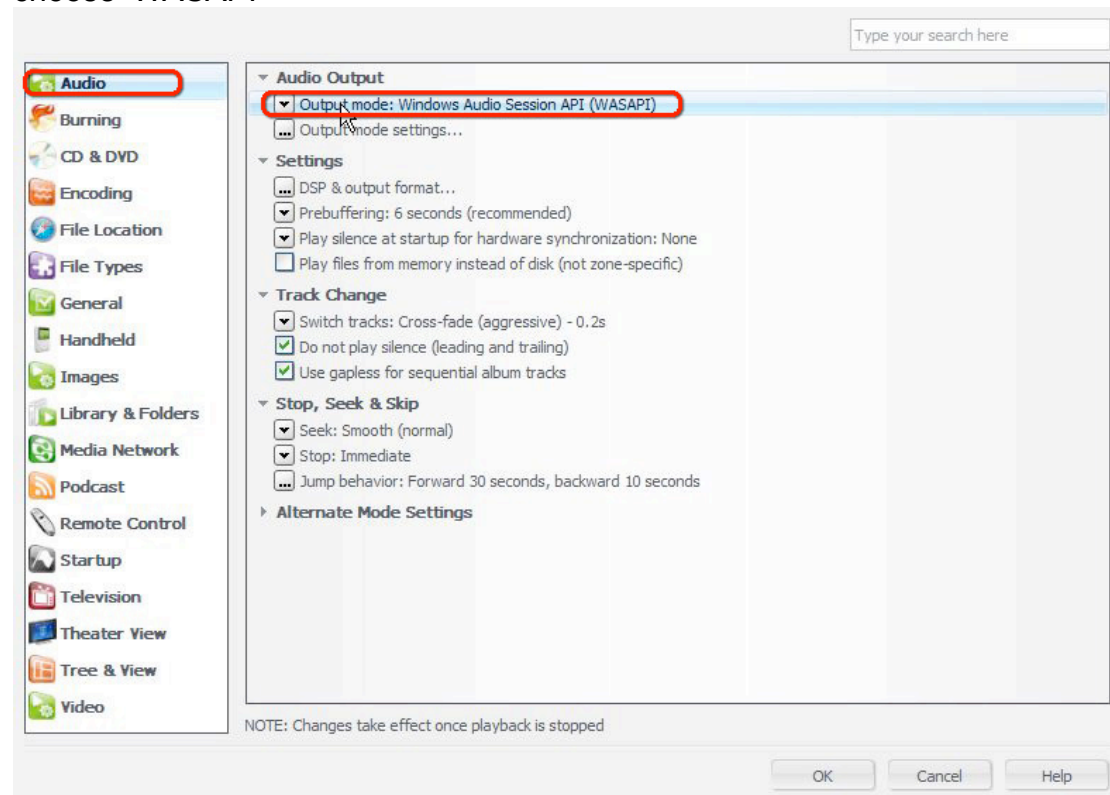 choose WASAPI
Type your search here
Audio
Burning
CD & DVD
Encoding
File Location
File Types
General
Handheld
Images
Library & Folders
Media Network
Podcast
Remote Control
Startup
Television
Theater View
Tree & View
Video
Audio Output
Output mode: Windows Audio Session API (WASAPI)
... Output mode settings...
Settings
... DSP & output format...
Prebuffering: 6 seconds (recommended)
Play silence at startup for hardware synchronization: None
Play files from memory instead of disk (not zone-specific)
Track Change
Switch tracks: Cross-fade (aggressive) - 0.2s
Do not play silence (leading and trailing)
Use gapless for sequential album tracks
Stop, Seek & Skip
Seek: Smooth (normal)
Stop: Immediate
... Jump behavior: Forward 30 seconds, backward 10 seconds
Alternate Mode Settings
NOTE: Changes take effect once playback is stopped
OK
Cancel
Help